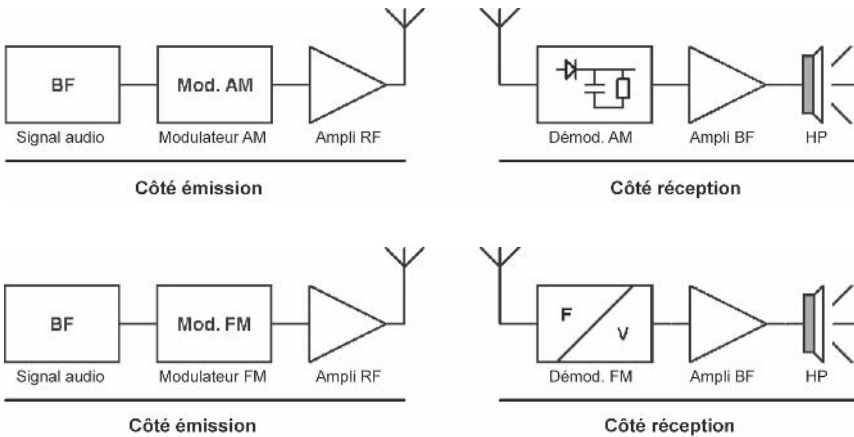 BF
Mod. AM
Signal audio Modulateur AM Ampli RF
Démod. AM Ampli BF HP
Côté émission
Côté réception
BF
Mod. FM
F
V
Signal audio Modulateur FM Ampli RF
Démod. FM Ampli BF HP
Côté émission
Côté réception